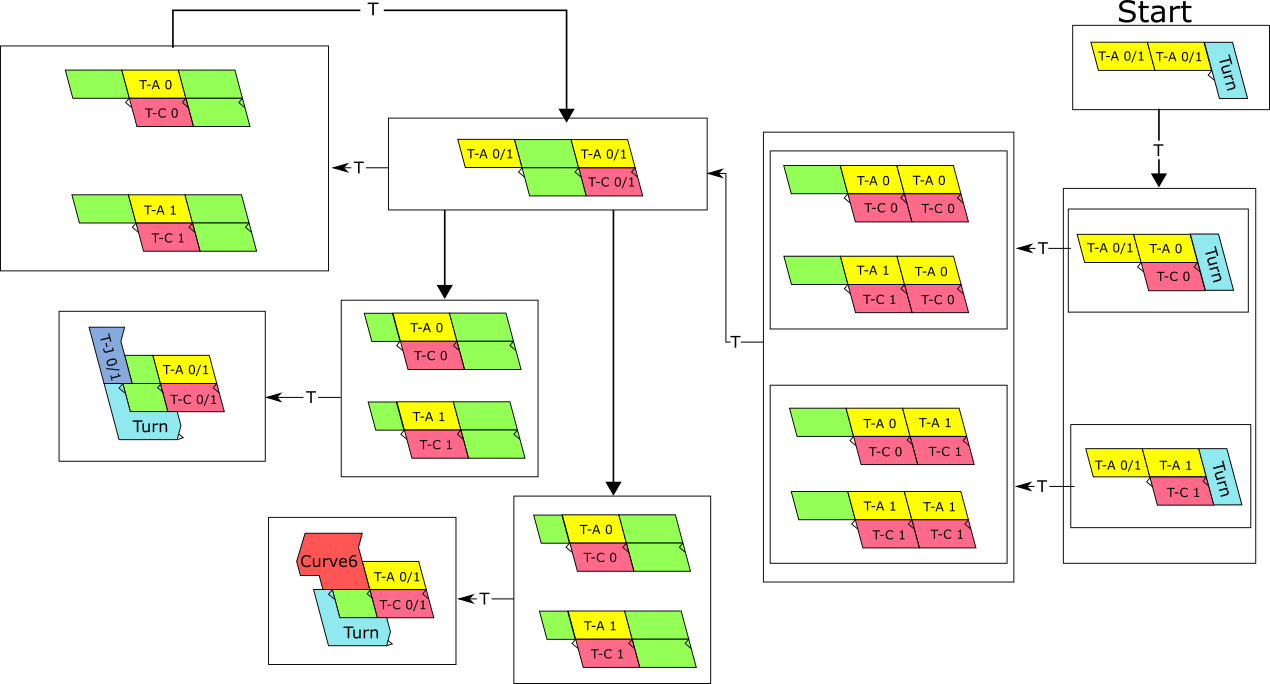 Start
T-A 0/1 T-A 0/1 Turn
T
T
T-A 0
T-C 0
T-A 1
T-C 1
T
T-A 0/1 T-A 0/1
T-C 0/1
T-A 0 T-A 0
T-C 0 T-C 0
T-A 1 T-A 0
T-C 1 T-C 0
T-A 0 T-A 1
T-C 0 T-C 1
T-A 1 T-A 1
T-C 1 T-C 1
T
T
T
T-A 0/1 T-A 0 Turn
T-C 0
T-A 0/1 T-A 1 Turn
T-C 1
T-J 0/1
T-A 0/1
T-C 0/1
Turn
T
T-A 0
T-C 0
T-A 1
T-C 1
Curve6
T-A 0/1
T-C 0/1
Turn
T
T-A 0
T-C 0
T-A 1
T-C 1